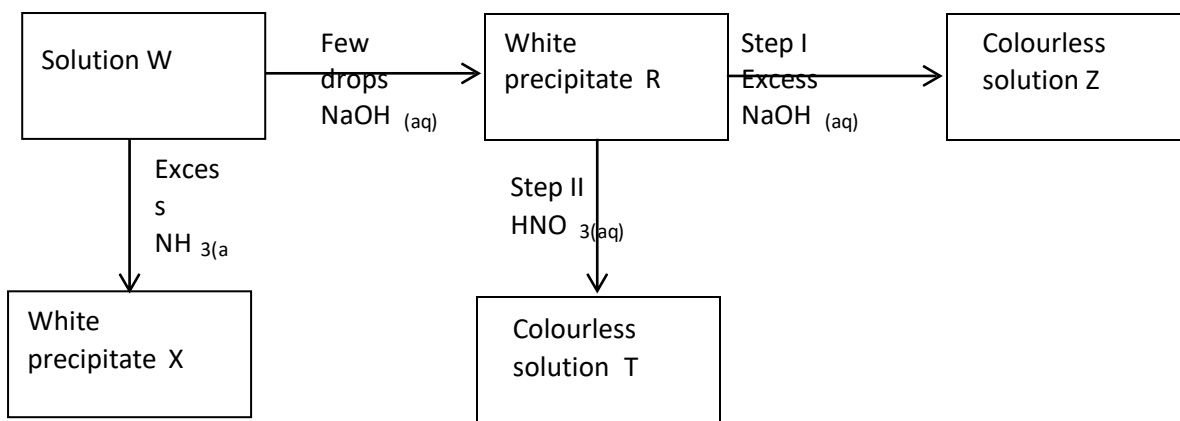 Solution W
Few
drops
NaOH (aq)
White
precipitate R
Step I
Excess
NaOH (aq)
Colourless
solution Z
Exces
s
NH 3(a
Step II
HNO 3(aq)
White
precipitate X
Colourless
solution T